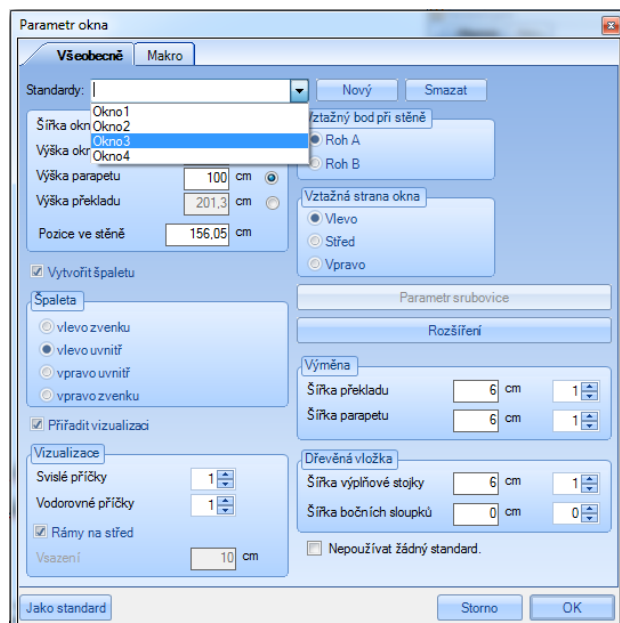 Parametr okna
Všeobecně Makro
Standardy: Nový Smazat
Okno1
Okno2
Okno3
Okno4
Šířka okn
Výška okn
Výška parapetu 100 cm
Výška překladu 201,3 cm
Pozice ve stěně 156,05 cm
Vztažný bod při stěně
Roh A
Roh B
Vztažná strana okna
Vlevo
Střed
Vpravo
Vytvořit špaletu
Špaleta
vlevo zvenku
vlevo uvnitř
vpravo uvnitř
vpravo zvenku
Přiřadit vizualizaci
Vizualizace
Svislé příčky 1
Vodorovné příčky 1
Rámy na střed
Vsazení 10 cm
Parametr srubovice
Rozšíření
Výměna
Šířka překladu 6 cm 1
Šířka parapetu 6 cm 1
Dřevěná vložka
Šířka výplňové stojky 6 cm 1
Šířka bočních sloupků 0 cm 0
Nepoužívat žádný standard.
Jako standard Storno OK